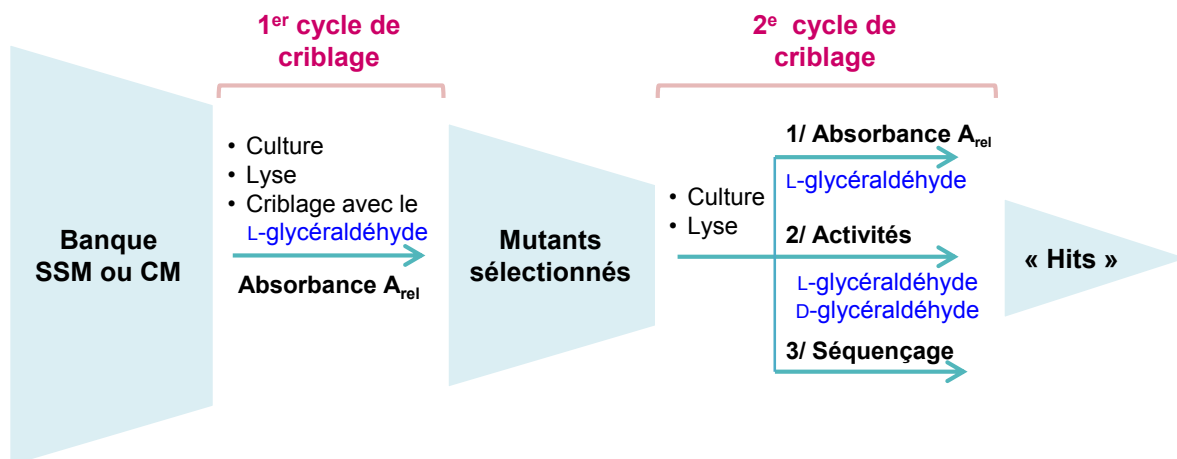 1er cycle de
criblage
2e cycle de
criblage
Banque
SSM ou CM
• Culture
• Lyse
• Criblage avec le
L-glycéraldéhyde
Absorbance Arel
Mutants
sélectionnés
• Culture
• Lyse
1/ Absorbance Arel
L-glycéraldéhyde
2/ Activités
L-glycéraldéhyde
D-glycéraldéhyde
3/ Séquençage
« Hits »